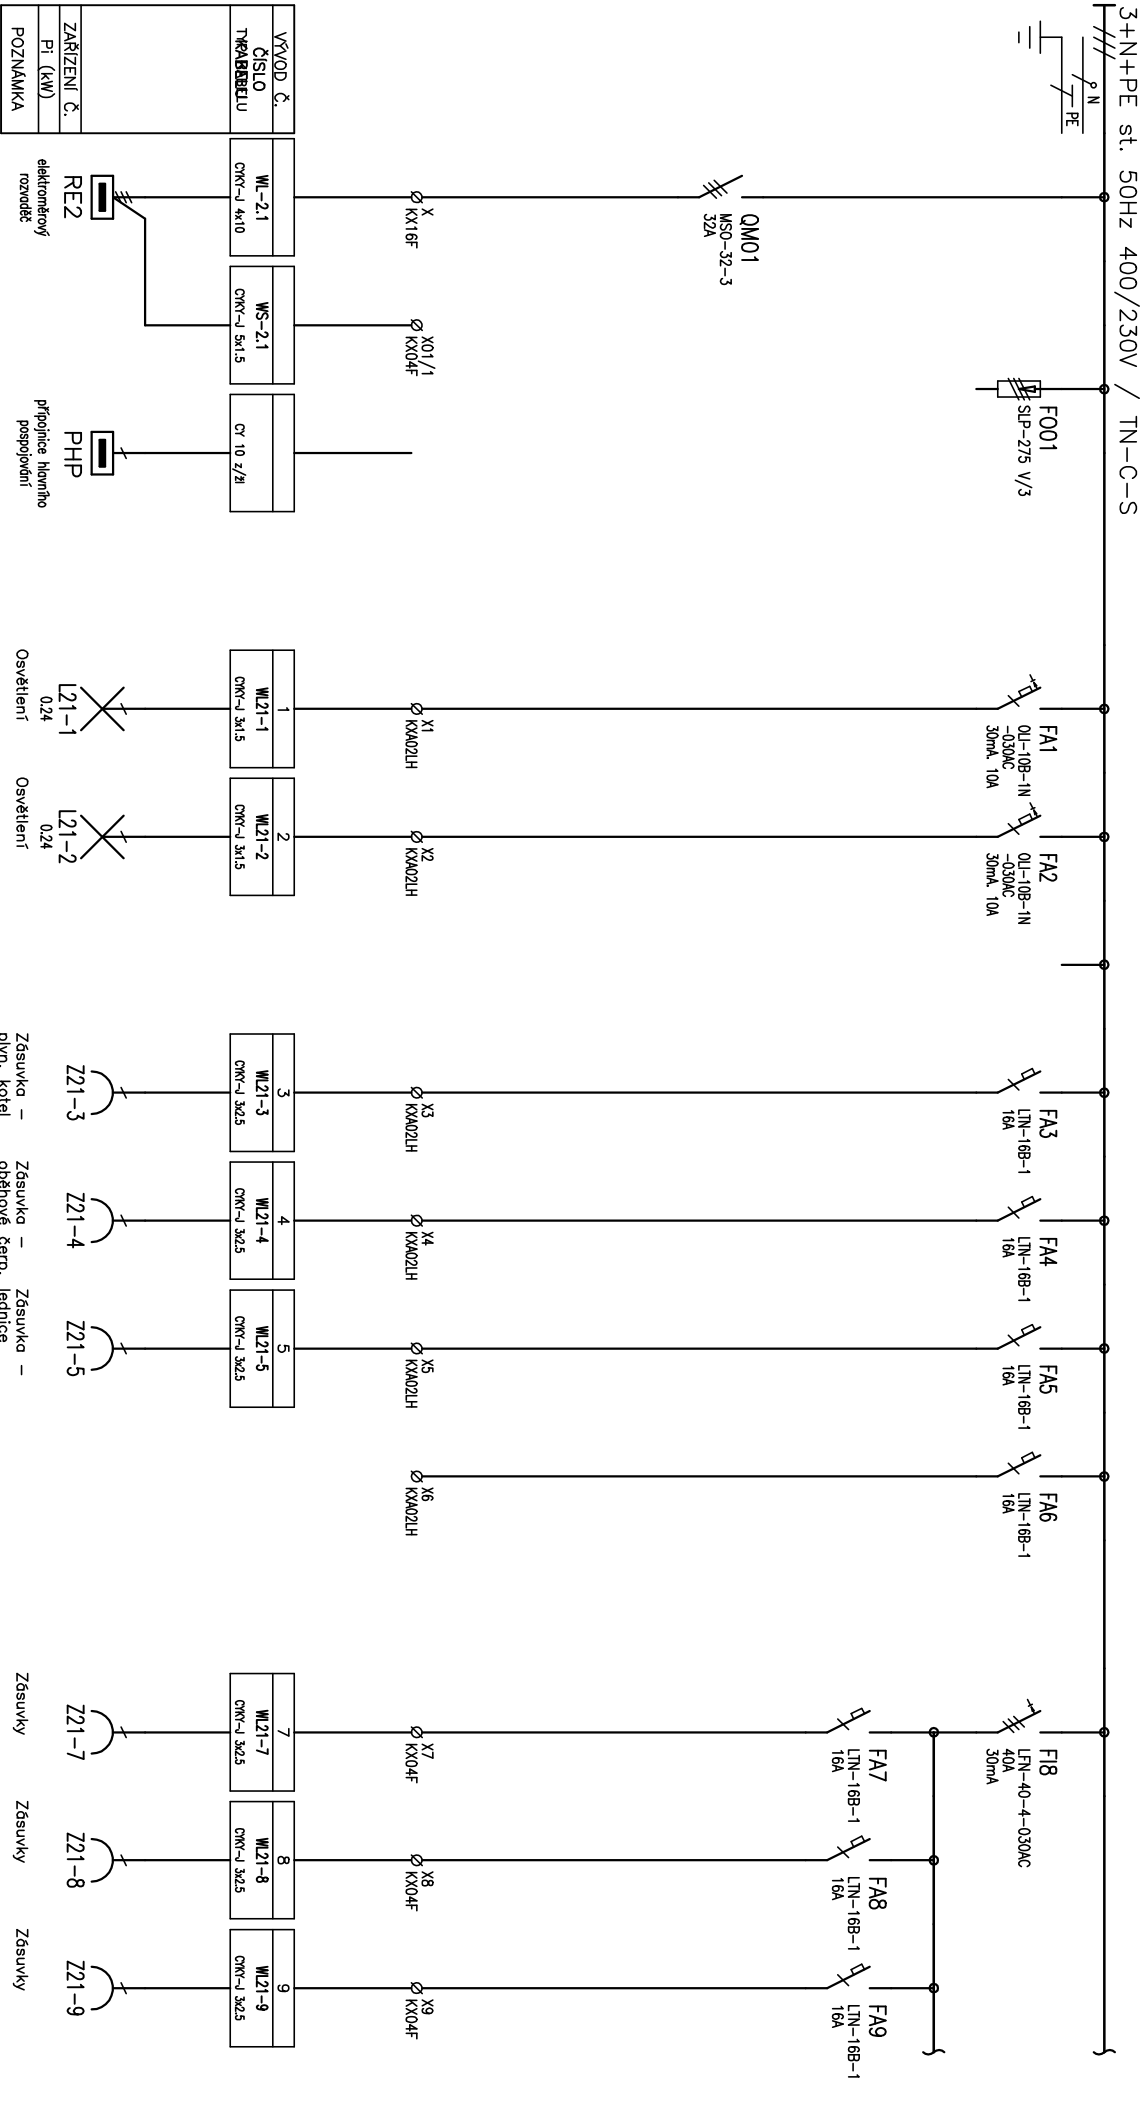 3+N+PE st. 50Hz 400/230V / TN-C-S
N
PE
QM01
MSO-32-3
32A
F001
SLP-275 V/3
FA1
OLI-10B-1N
-030AC
30mA. 10A
FA2
OLI-10B-1N
-030AC
30mA. 10A
FA3
LTN-16B-1
16A
FA4
LTN-16B-1
16A
FA5
LTN-16B-1
16A
FA6
LTN-16B-1
16A
FI8
LFN-40-4-030AC
40A
30mA
FA7
LTN-16B-1
16A
FA8
LTN-16B-1
16A
FA9
LTN-16B-1
16A
X
KX16F
X01/1
KX04F
X1
KXA02LH
X2
KXA02LH
X3
KXA02LH
X4
KXA02LH
X5
KXA02LH
X6
KXA02LH
X7
KX04F
X8
KX04F
X9
KX04F
VÝVOD Č.
ČÍSLO
ZAŘÍZENÍ Č.
Pi (kW)
POZNÁMKA
WL-2.1
CYKY-J 4x10
WS-2.1
CYKY-J 5x1.5
CY 10 z/žl
1
WL21-1
CYKY-J 3x1.5
2
WL21-2
CYKY-J 3x1.5
3
WL21-3
CYKY-J 3x2.5
4
WL21-4
CYKY-J 3x2.5
5
WL21-5
CYKY-J 3x2.5
7
WL21-7
CYKY-J 3x2.5
8
WL21-8
CYKY-J 3x2.5
9
WL21-9
CYKY-J 3x2.5
RE2
elektroměrový
rozvaděč
PHP
přípojnice hlavního
pospojování
L21-1
0.24
Osvětlení
L21-2
0.24
Osvětlení
Z21-3
Zásuvka -
plyn. kotel
Z21-4
Zásuvka -
oběhové čerp.
Z21-5
Zásuvka -
lednice
Z21-7
Zásuvky
Z21-8
Zásuvky
Z21-9
Zásuvky